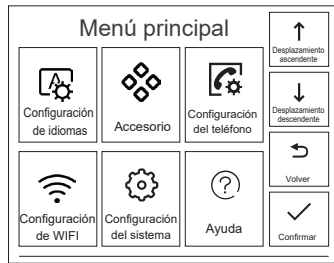 Menú principal
Configuración
de idiomas
Accesorio
Configuración
del teléfono
Configuración
de WIFI
Configuración
del sistema
Ayuda
Desplazamiento
ascendente
Desplazamiento
descendente
Volver
Confirmar